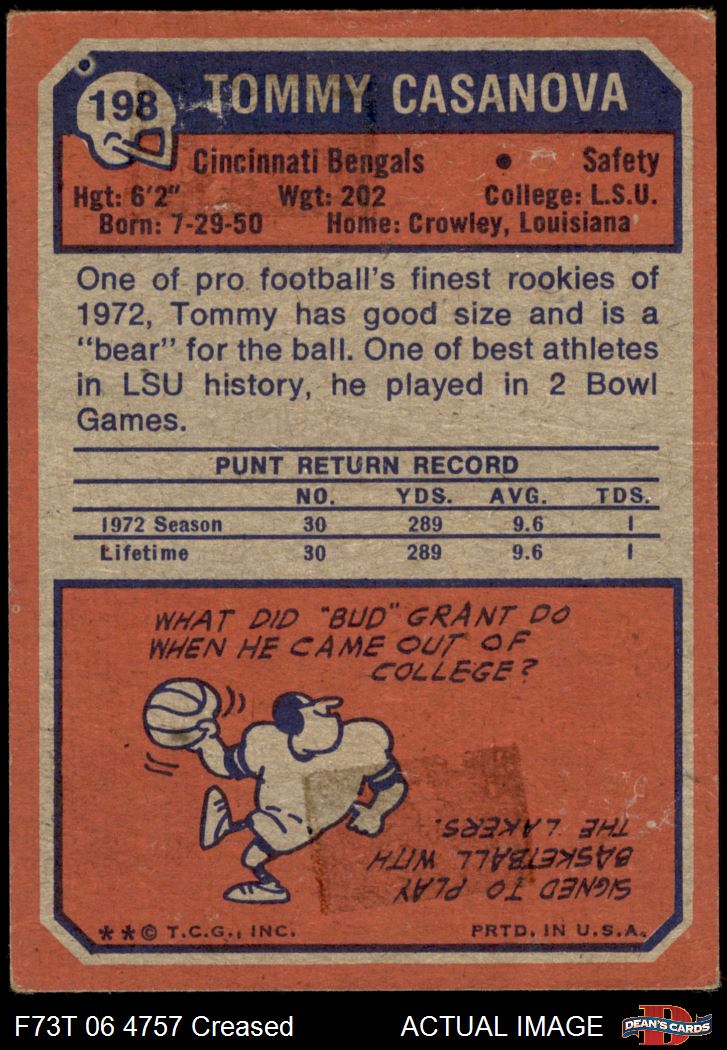 198
TOMMY CASANOVA
Cincinnati Bengals • Safety
Hgt: 6'2" Wgt: 202 College: L.S.U.
Born: 7-29-50 Home: Crowley, Louisiana
One of pro football's finest rookies of
1972, Tommy has good size and is a
"bear" for the ball. One of best athletes
in LSU history, he played in 2 Bowl
Games.
PUNT RETURN RECORD
NO. YDS. AVG. TDS.
1972 Season 30 289 9.6 1
Lifetime 30 289 9.6 1
WHAT DID "BUD" GRANT DO
WHEN HE CAME OUT OF
COLLEGE?
SIGNED TO PLAY
BASKETBALL WITH
THE LAKERS.
**© T.C.G., INC. PRTD. IN U.S.A.
F73T 06 4757 Creased ACTUAL IMAGE
D
DEAN'S CARDS